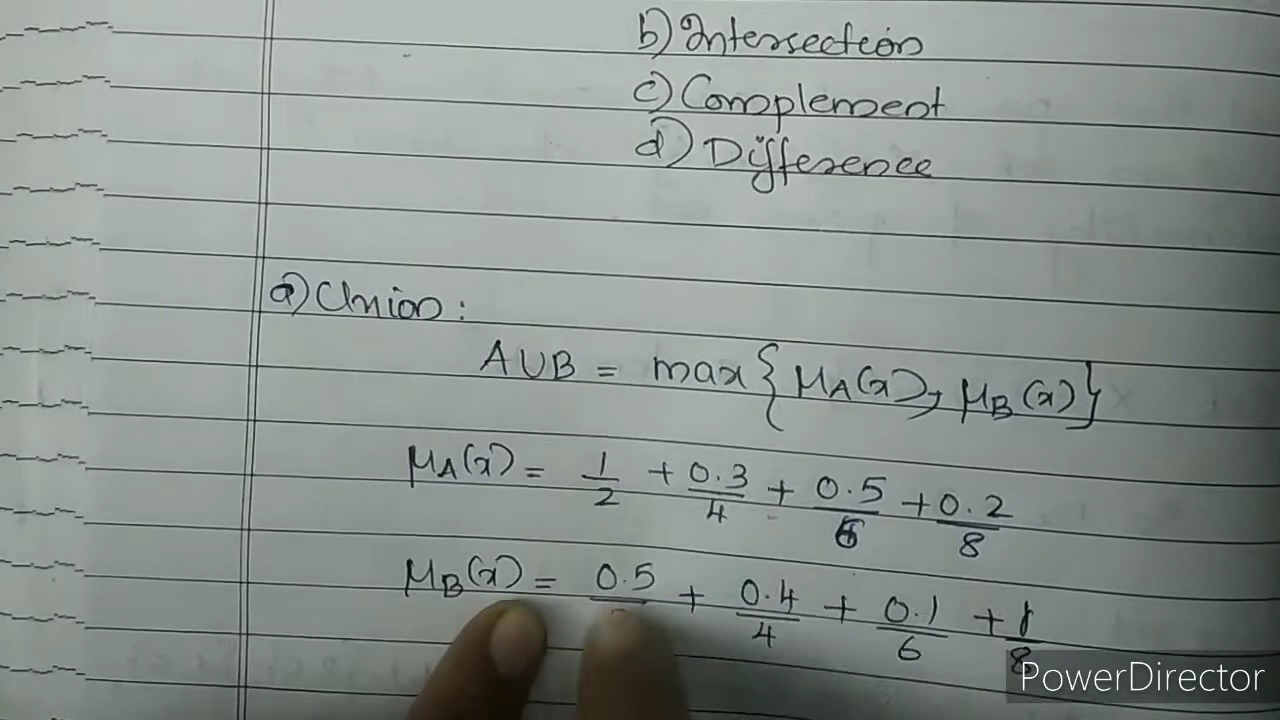 b) Intersection
c) Complement
d) Difference
a) Union :
A∪B = max { μA(x), μB(x) }
μA(x) = 1/2 + 0.3/4 + 0.5/6 + 0.2/8
μB(x) = 0.5/ + 0.4/4 + 0.1/6 + 1/8
PowerDirector